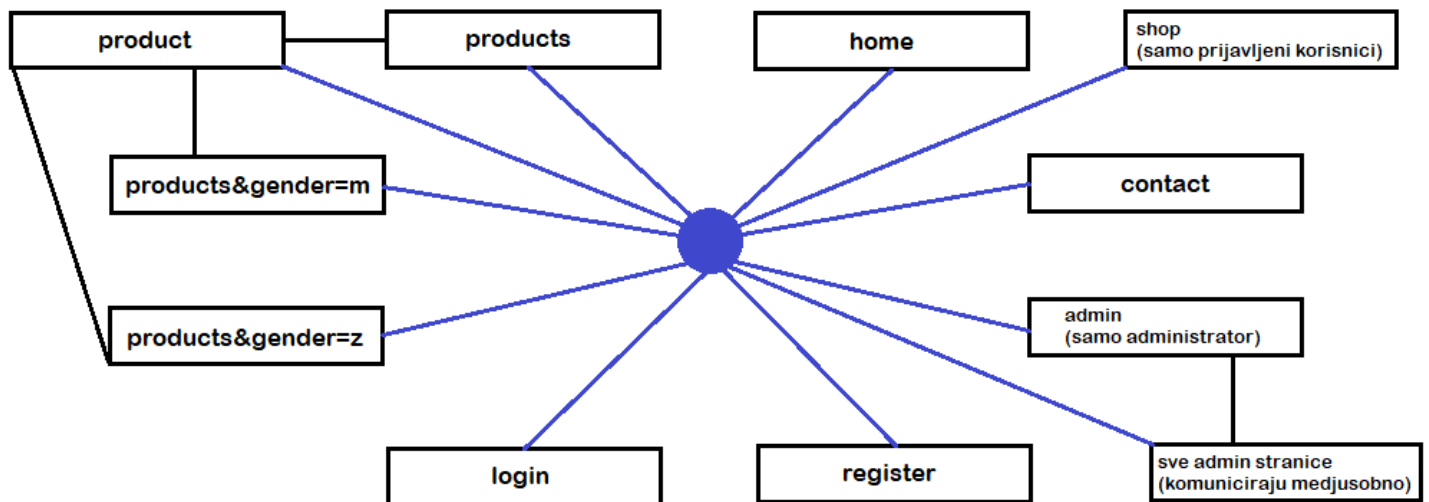 product
products
home
shop
(samo prijavljeni korisnici)
products&gender=m
contact
products&gender=z
admin
(samo administrator)
login
register
sve admin stranice
(komuniciraju medjusobno)